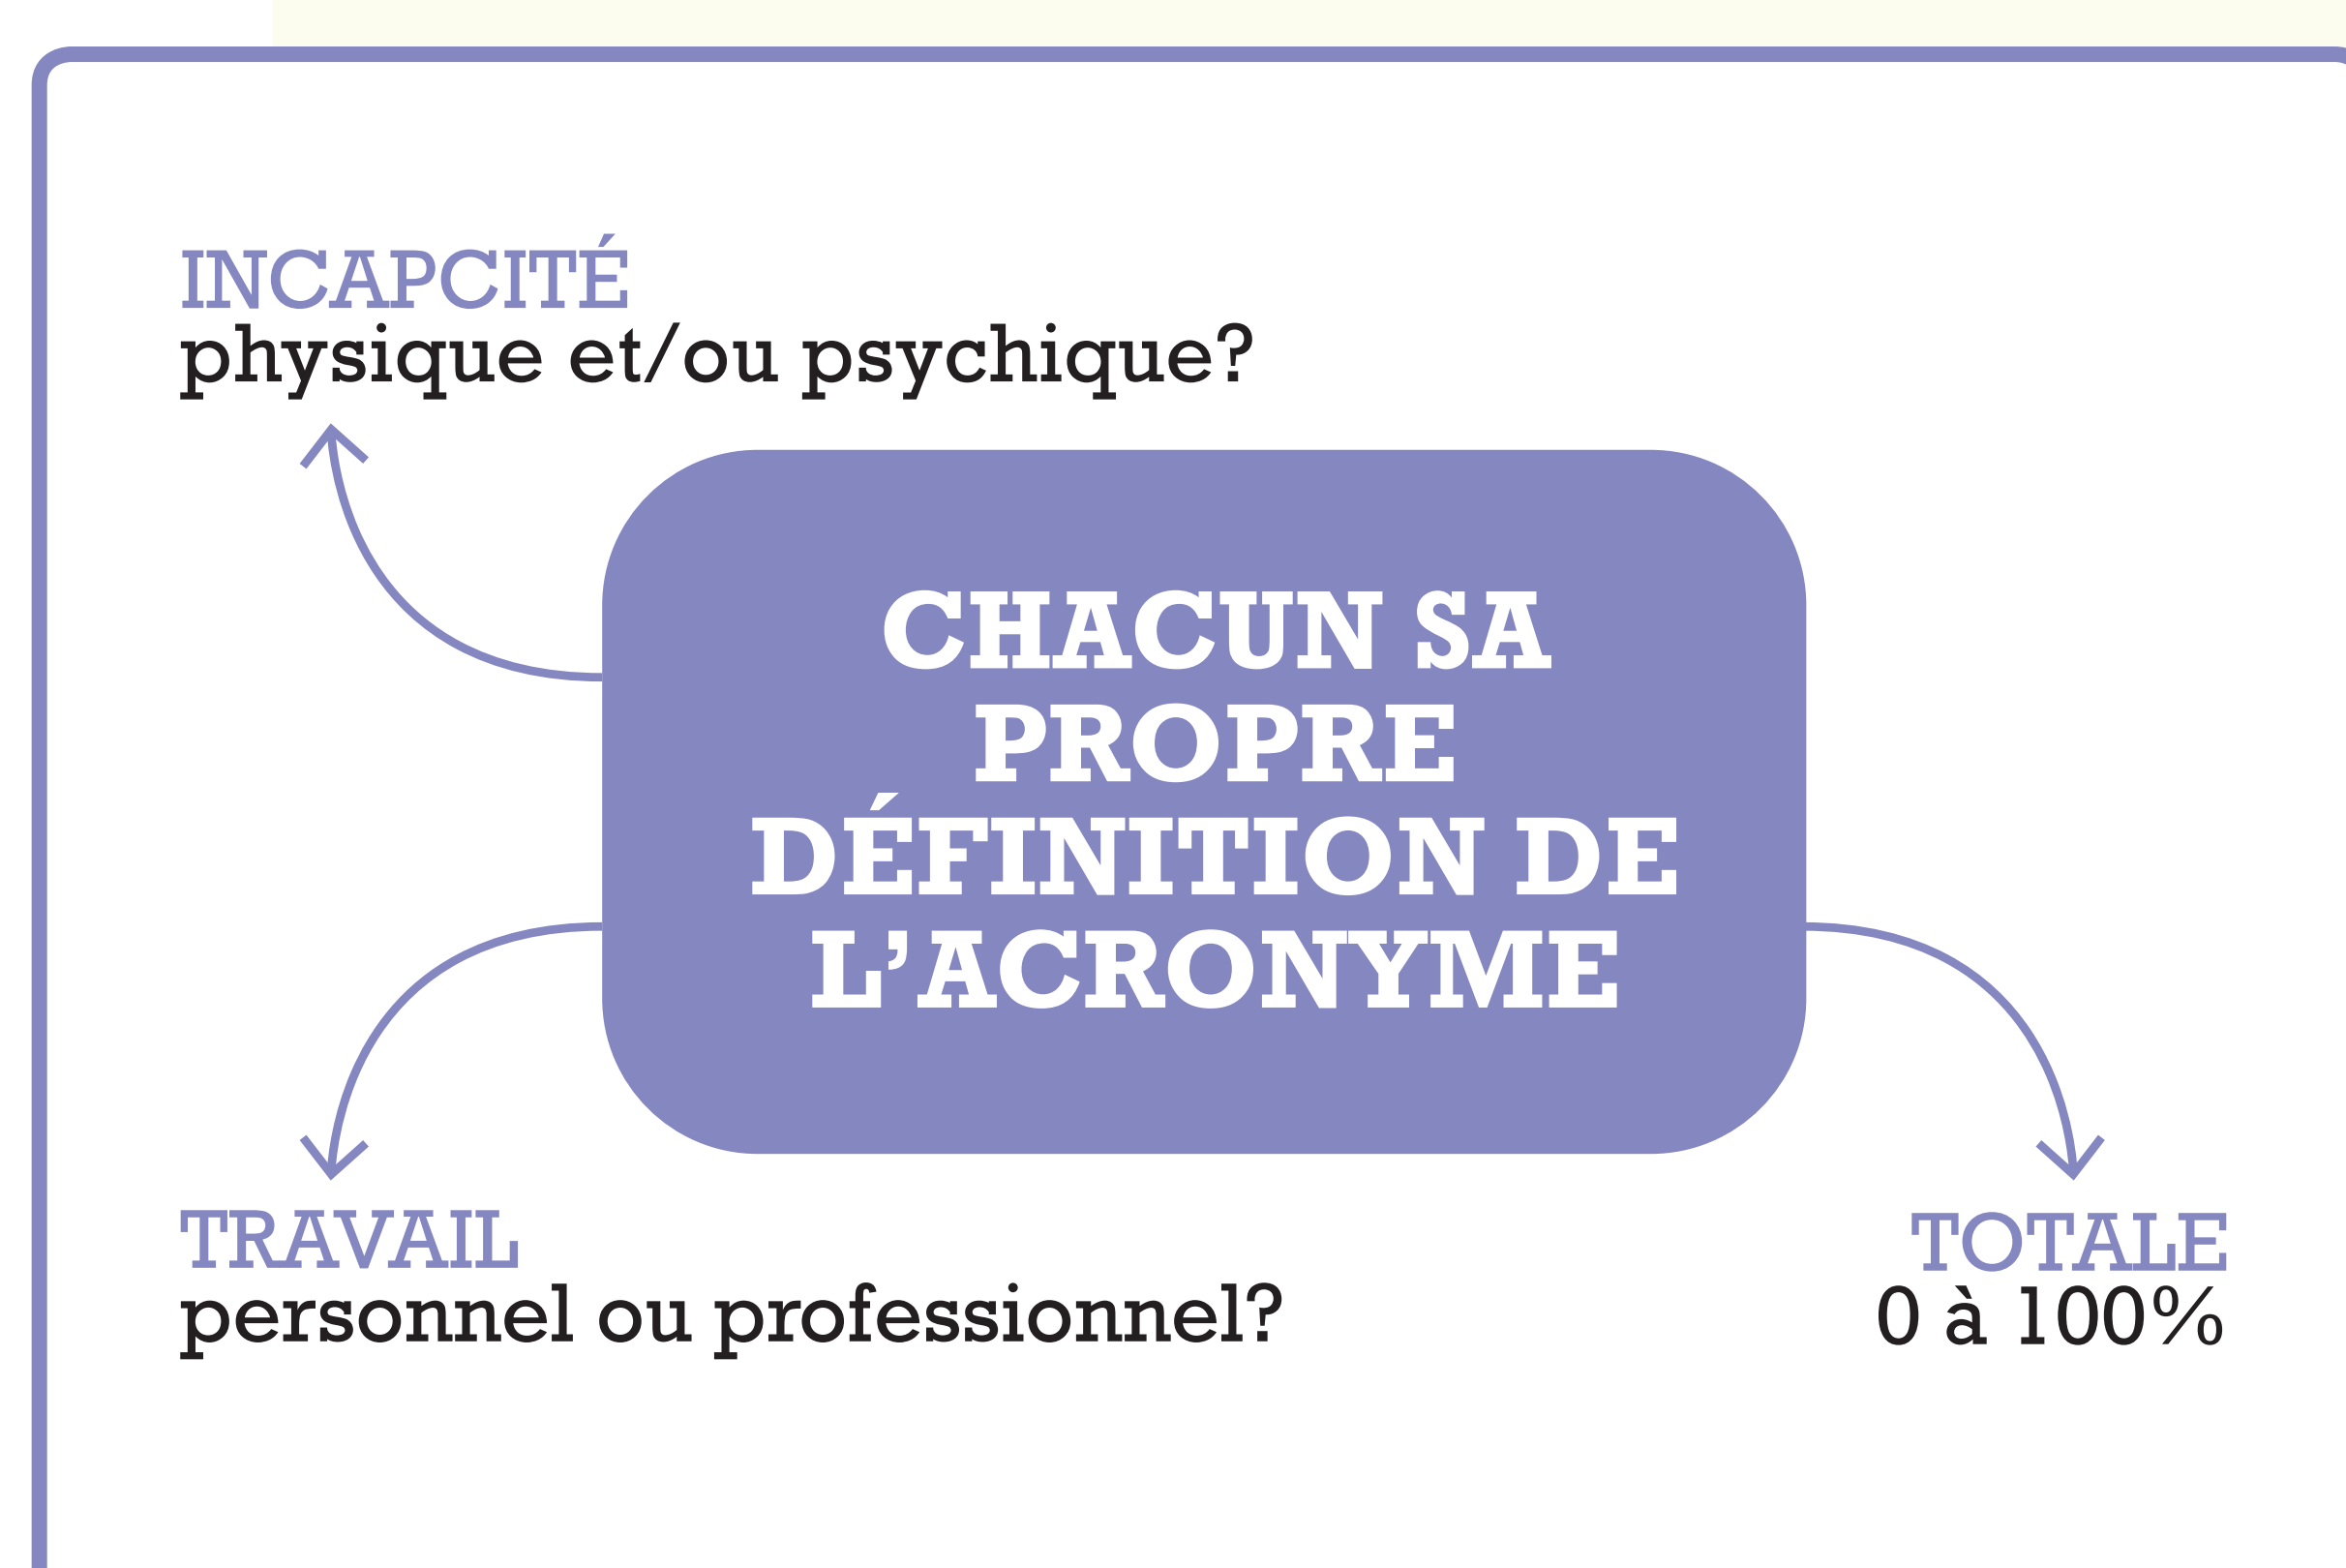 INCAPCITÉ
physique et/ou psychique?
CHACUN SA
PROPRE
DÉFINITION DE
L’ACRONYME
TRAVAIL
personnel ou professionnel?
TOTALE
0 à 100%